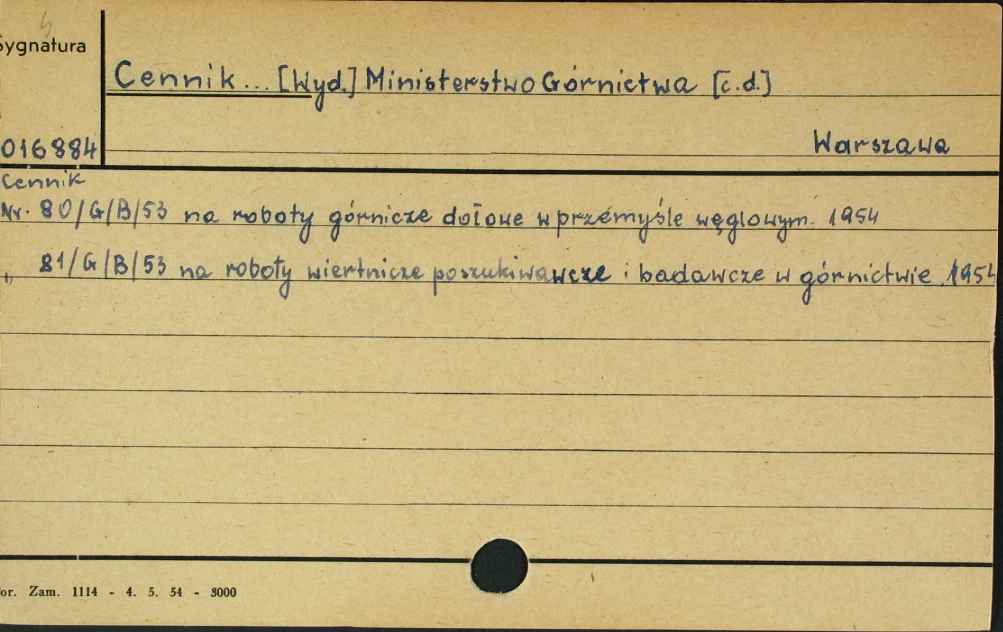 4
Sygnatura
Cennik... [Wyd.] Ministerstwo Górnictwa [c.d.]
016884
Warszawa
Cennik
Nr. 80/G/B/53 na roboty górnicze dołowe w przemyśle węglowym. 1954
„ 81/G/B/53 na roboty wiertnicze poszukiwawcze i badawcze w górnictwie. 1954
or. Zam. 1114 - 4. 5. 54 - 3000